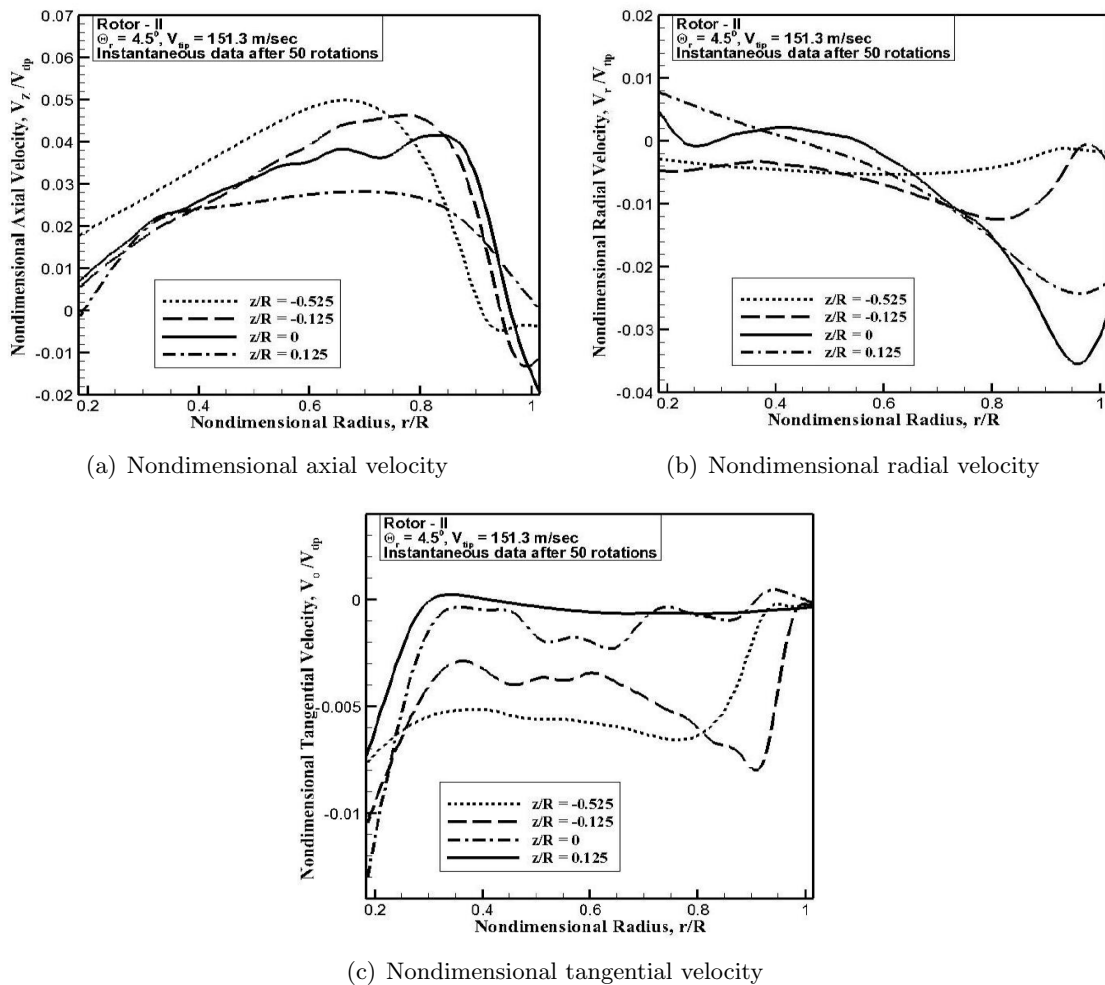 Rotor - II
Θr = 4.5⁰, Vtip = 151.3 m/sec
Instantaneous data after 50 rotations
Nondimensional Axial Velocity, VZ /Vtip
0.07
0.06
0.05
0.04
0.03
0.02
0.01
0
-0.01
-0.02
z/R = -0.525
z/R = -0.125
z/R = 0
z/R = 0.125
0.2 0.4 0.6 0.8 1
Nondimensional Radius, r/R
(a) Nondimensional axial velocity
Rotor - II
Θr = 4.5⁰, Vtip = 151.3 m/sec
Instantaneous data after 50 rotations
Nondimensional Radial Velocity, Vr /Vtip
0.02
0.01
0
-0.01
-0.02
-0.03
-0.04
z/R = -0.525
z/R = -0.125
z/R = 0
z/R = 0.125
0.2 0.4 0.6 0.8 1
Nondimensional Radius, r/R
(b) Nondimensional radial velocity
Rotor - II
Θr = 4.5⁰, Vtip = 151.3 m/sec
Instantaneous data after 50 rotations
Nondimensional Tangential Velocity, V0 /Vtip
0
-0.005
-0.01
z/R = -0.525
z/R = -0.125
z/R = 0
z/R = 0.125
0.2 0.4 0.6 0.8 1
Nondimensional Radius, r/R
(c) Nondimensional tangential velocity